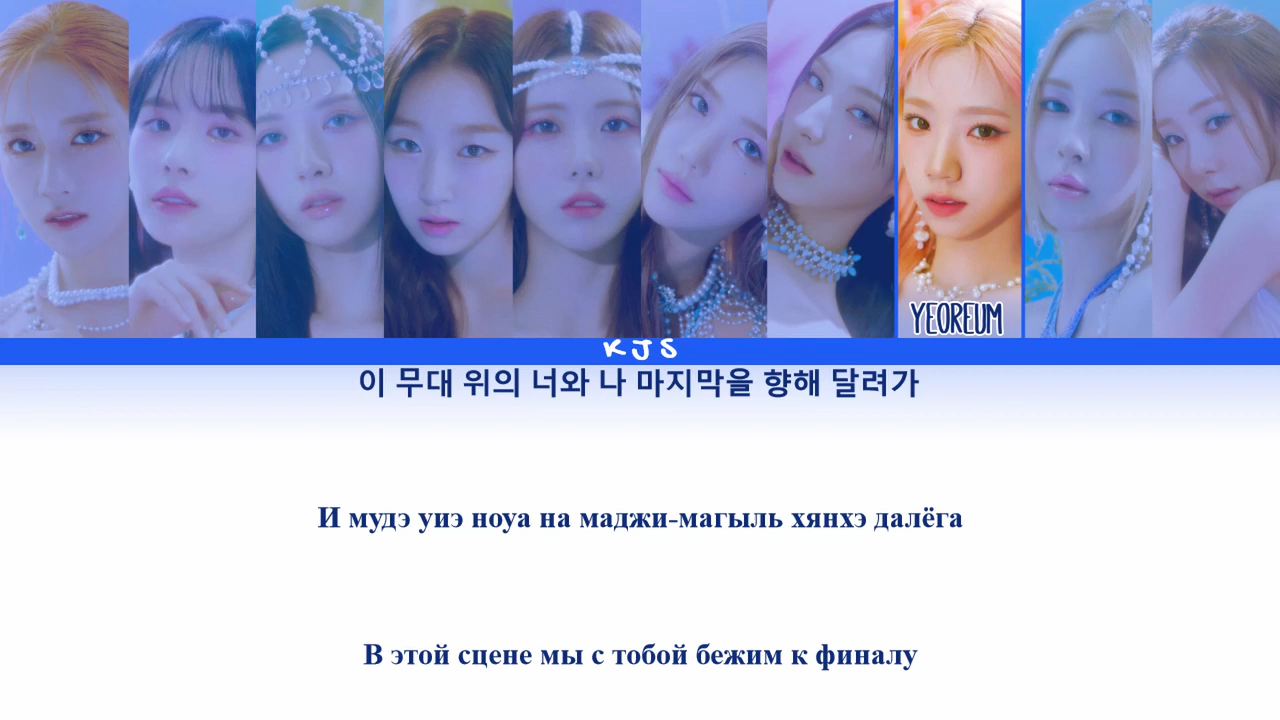 YEOREUM
KJS
이 무대 위의 너와 나 마지막을 향해 달려가
И мудэ уиэ ноуа на маджи-магыль хянхэ далёга
В этой сцене мы с тобой бежим к финалу